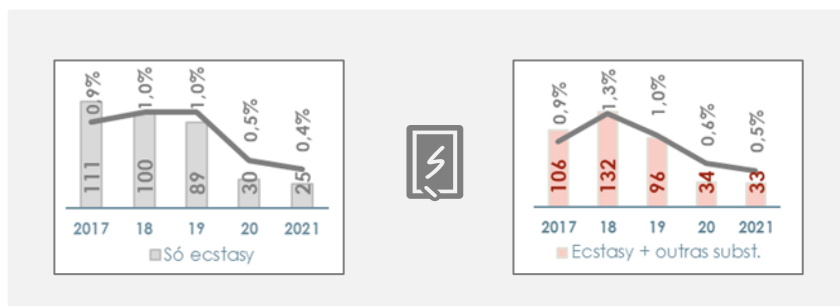 0,9% 1,0% 1,0% 0,5% 0,4%
111 100 89 30 25
2017 18 19 20 2021
Só ecstasy
0,9% 1,3% 1,0% 0,6% 0,5%
106 132 96 34 33
2017 18 19 20 2021
Ecstasy + outras subst.